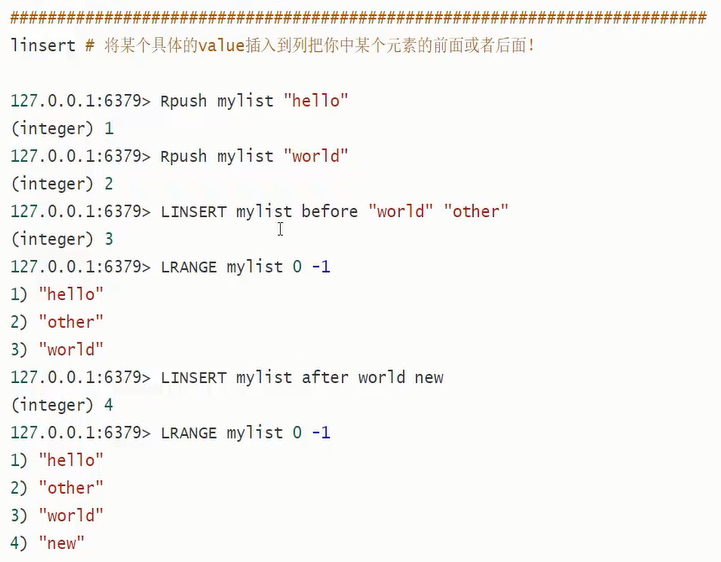 ##########################################################################
linsert # 将某个具体的value插入到列把你中某个元素的前面或者后面！
127.0.0.1:6379> Rpush mylist "hello"
(integer) 1
127.0.0.1:6379> Rpush mylist "world"
(integer) 2
127.0.0.1:6379> LINSERT mylist before "world" "other"
(integer) 3
127.0.0.1:6379> LRANGE mylist 0 -1
1) "hello"
2) "other"
3) "world"
127.0.0.1:6379> LINSERT mylist after world new
(integer) 4
127.0.0.1:6379> LRANGE mylist 0 -1
1) "hello"
2) "other"
3) "world"
4) "new"